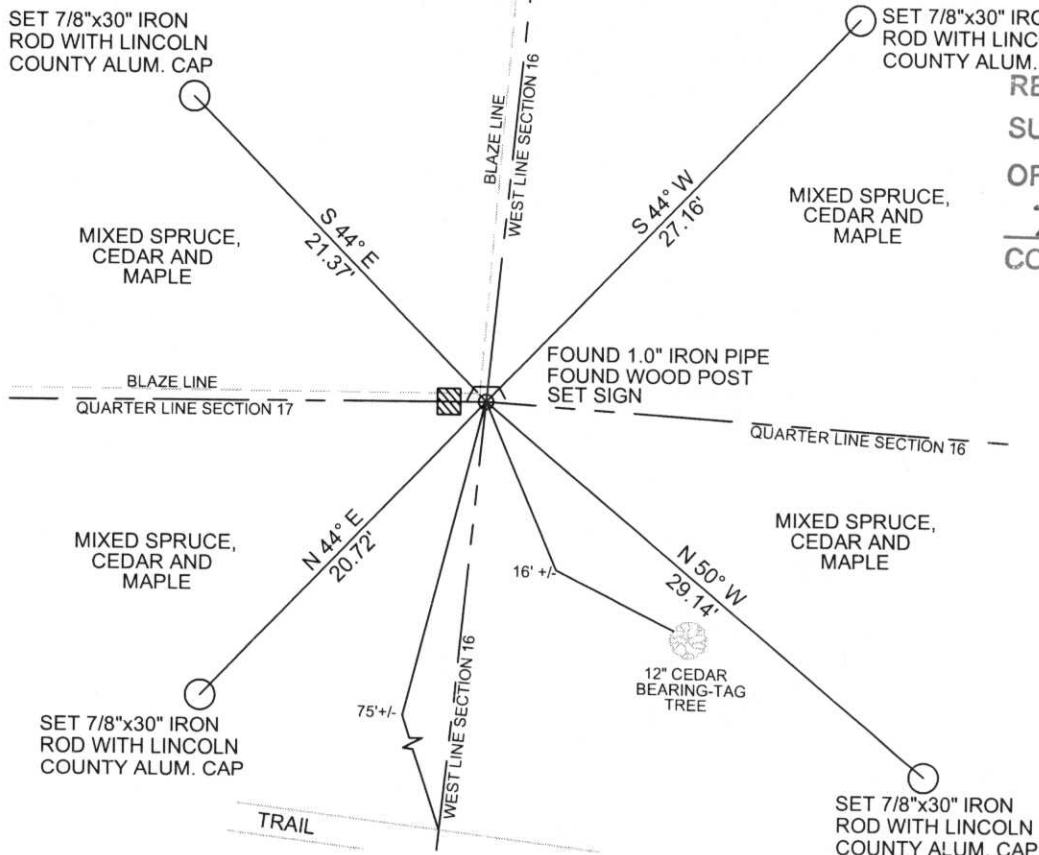 SET 7/8"x30" IRON
ROD WITH LINCOLN
COUNTY ALUM. CAP
SET 7/8"x30" IRO
ROD WITH LINC
COUNTY ALUM.
RE
SU
OF
CO
BLAZE LINE
WEST LINE SECTION 16
MIXED SPRUCE,
CEDAR AND
MAPLE
S 44° E
21.37'
S 44° W
27.16'
MIXED SPRUCE,
CEDAR AND
MAPLE
FOUND 1.0" IRON PIPE
FOUND WOOD POST
SET SIGN
BLAZE LINE
QUARTER LINE SECTION 17
QUARTER LINE SECTION 16
MIXED SPRUCE,
CEDAR AND
MAPLE
N 44° E
20.72'
16' +/-
N 50° W
29.14'
MIXED SPRUCE,
CEDAR AND
MAPLE
12" CEDAR
BEARING-TAG
TREE
75'+/-
WEST LINE SECTION 16
SET 7/8"x30" IRON
ROD WITH LINCOLN
COUNTY ALUM. CAP
TRAIL
SET 7/8"x30" IRON
ROD WITH LINCOLN
COUNTY ALUM. CAP